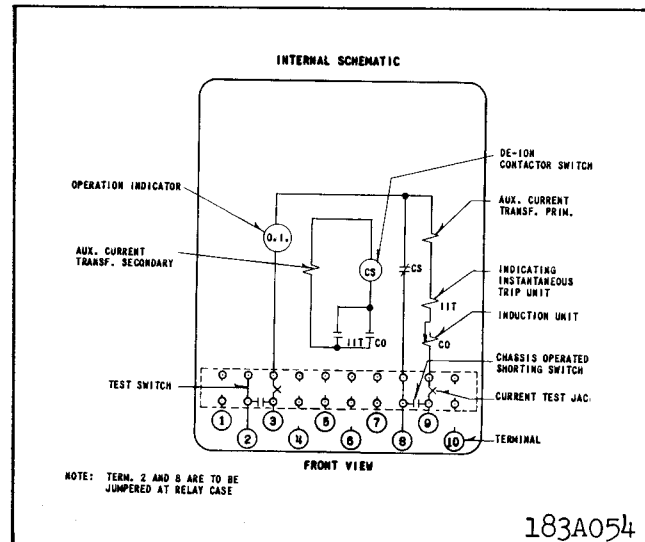 INTERNAL SCHEMATIC
DE-ION
CONTACTOR SWITCH
OPERATION INDICATOR
AUX. CURRENT
TRANSF. PRIM.
O.I.
AUX. CURRENT
TRANSF. SECONDARY
CS
CS
INDICATING
INSTANTANEOUS
TRIP UNIT
IIT
INDUCTION UNIT
IIT
CO
CO
CHASSIS OPERATED
SHORTING SWITCH
TEST SWITCH
CURRENT TEST JAC
1
2
3
4
5
6
7
8
9
10
TERMINAL
FRONT VIEW
NOTE: TERM. 2 AND 8 ARE TO BE
JUMPERED AT RELAY CASE
183A054